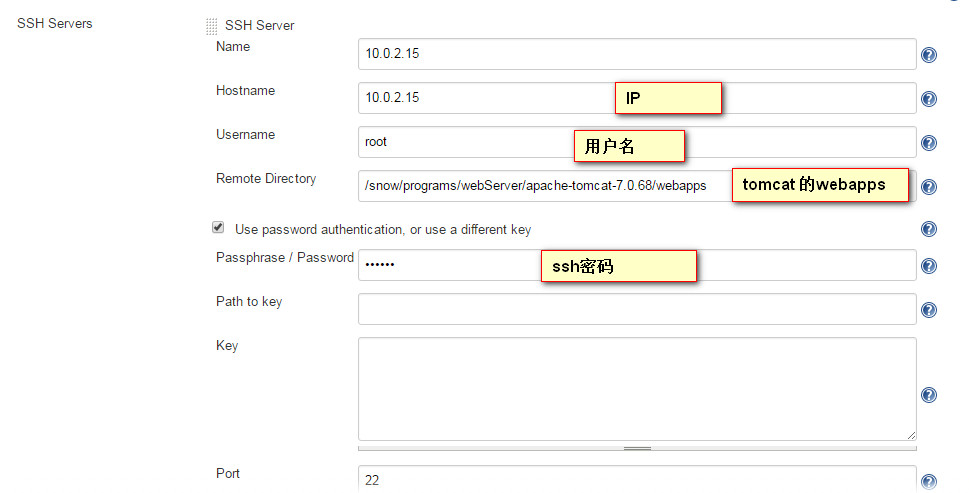 SSH Servers
SSH Server
Name
10.0.2.15
Hostname
10.0.2.15
IP
Username
root
用户名
Remote Directory
/snow/programs/webServer/apache-tomcat-7.0.68/webapps
tomcat 的webapps
Use password authentication, or use a different key
Passphrase / Password
••••••
ssh密码
Path to key
Key
Port
22